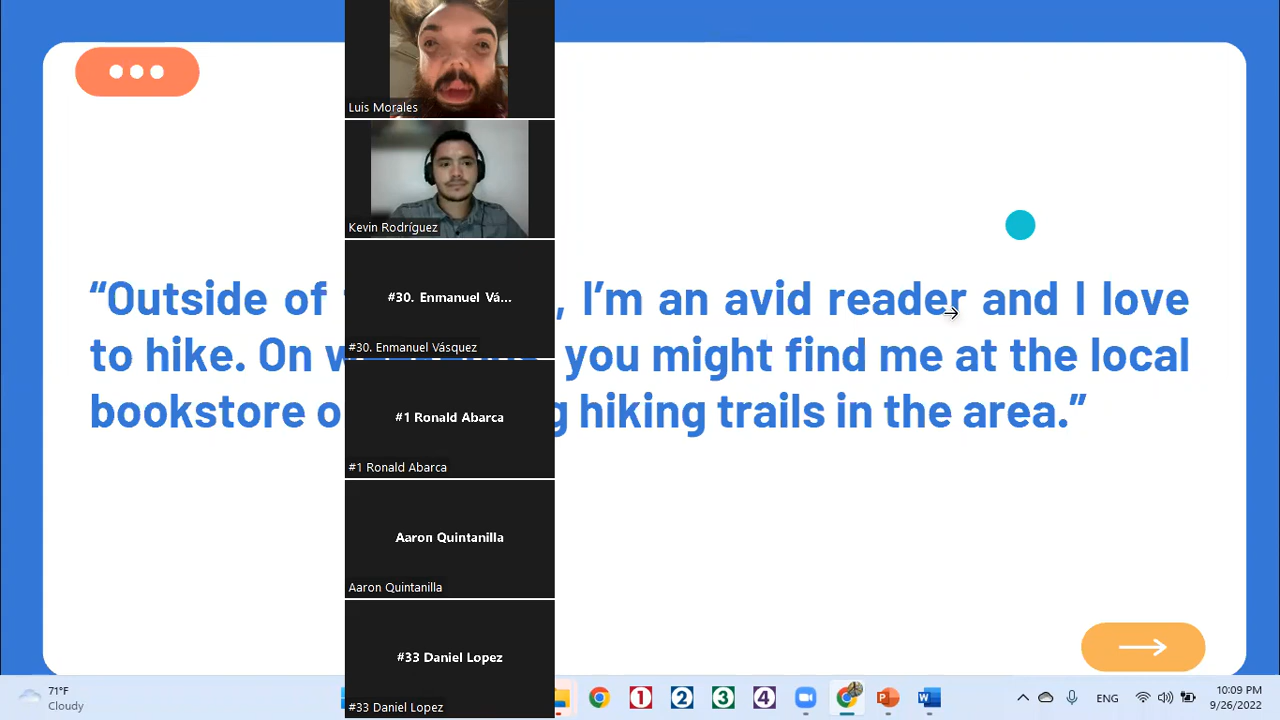 Luis Morales
Kevin Rodríguez
#30. Enmanuel Vá...
#30. Enmanuel Vásquez
#1 Ronald Abarca
#1 Ronald Abarca
Aaron Quintanilla
Aaron Quintanilla
#33 Daniel Lopez
#33 Daniel Lopez
“Outside of , I’m an avid reader and I love
to hike. On you might find me at the local
bookstore hiking trails in the area.”
71°F
Cloudy
1 2 3 4
ENG
10:09 PM
9/26/2022